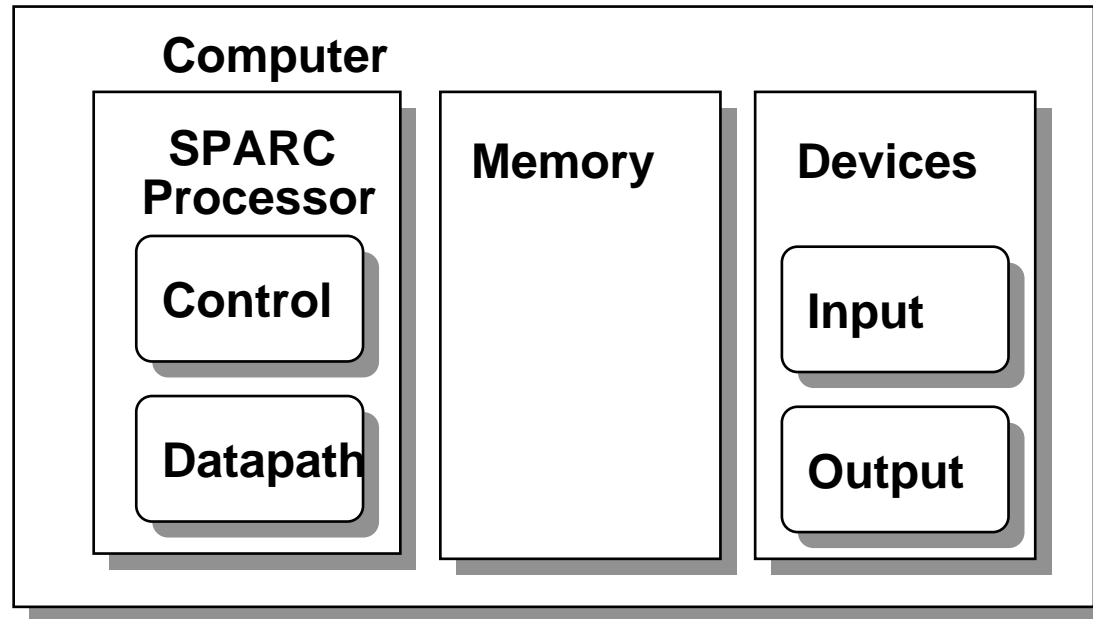 Computer
SPARC
Processor
Control
Datapath
Memory
Devices
Input
Output